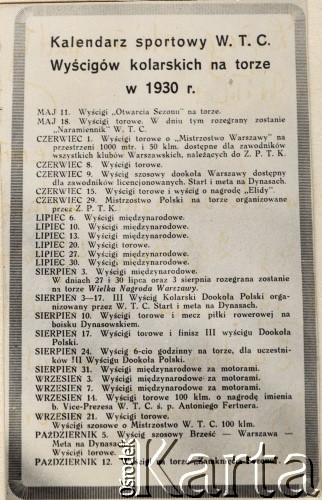 Kalendarz sportowy W. T. C.
Wyścigów kolarskich na torze
w 1930 r.
MAJ 11. Wyścigi „Otwarcia Sezonu" na torze.
MAJ 18. Wyścigi torowe. W dniu tym rozegrany zostanie
„Naramiennik" W. T. C.
CZERWIEC 1. Wyścigi torowe o „Mistrzostwo Warszawy" na
przestrzeni 1000 mtr. i 50 klm. dostępne dla zawodników
wszystkich klubów Warszawskich, należących do Z. P. T. K.
CZERWIEC 8. Wyścigi torowe.
CZERWIEC 9. Wyścig szosowy dookoła Warszawy dostępny
dla zawodników licencjonowanych. Start i meta na Dynasach.
CZERWIEC 15. Wyścigi torowe i wyścig o nagrodę „Elidy".
CZERWIEC 29. Mistrzostwo Polski na torze organizowane
przez Z. P. T. K.
LIPIEC 6. Wyścigi międzynarodowe.
LIPIEC 10. Wyścigi międzynarodowe.
LIPIEC 13. Wyścigi międzynarodowe.
LIPIEC 20. Wyścigi torowe.
LIPIEC 27. Wyścigi międzynarodowe.
LIPIEC 30. Wyścigi międzynarodowe.
SIERPIEŃ 3. Wyścigi międzynarodowe.
W dniach 27 i 30 lipca oraz 3 sierpnia rozegrana zostanie
na torze Wielka Nagroda Warszawy.
SIERPIEŃ 3—17. III Wyścig Kolarski Dookoła Polski orga-
nizowany przez W. T. C. Start i meta na Dynasach.
SIERPIEŃ 10. Wyścigi torowe i mecz piłki rowerowej na
boisku Dynasowskiem.
SIERPIEŃ 17. Wyścigi torowe i finisz III wyścigu Dookoła
Polski.
SIERPIEŃ 24. Wyścig 6-cio godzinny na torze, dla uczestni-
ków III Wyścigu Dookoła Polski.
SIERPIEŃ 31. Wyścigi międzynarodowe za motorami.
WRZESIEŃ 3. Wyścigi międzynarodowe za motorami.
WRZESIEŃ 7. Wyścigi międzynarodowe za motorami.
WRZESIEŃ 14. Wyścigi torowe 100 klm. o nagrodę imienia
b. Vice-Prezesa W. T. C. ś. p. Antoniego Fertnera.
WRZESIEŃ 21. Wyścigi torowe.
Wyścigi szosowe o Mistrzostwo W. T. C. 100 klm.
PAŹDZIERNIK 5. Wyścig szosowy Brześć — Warszawa —
Meta na Dynasach.
Wyścigi torowe.
PAŹDZIERNIK 12. Wyścigi na torze „Zamknięcia Sezonu"
ośrodek
Karta